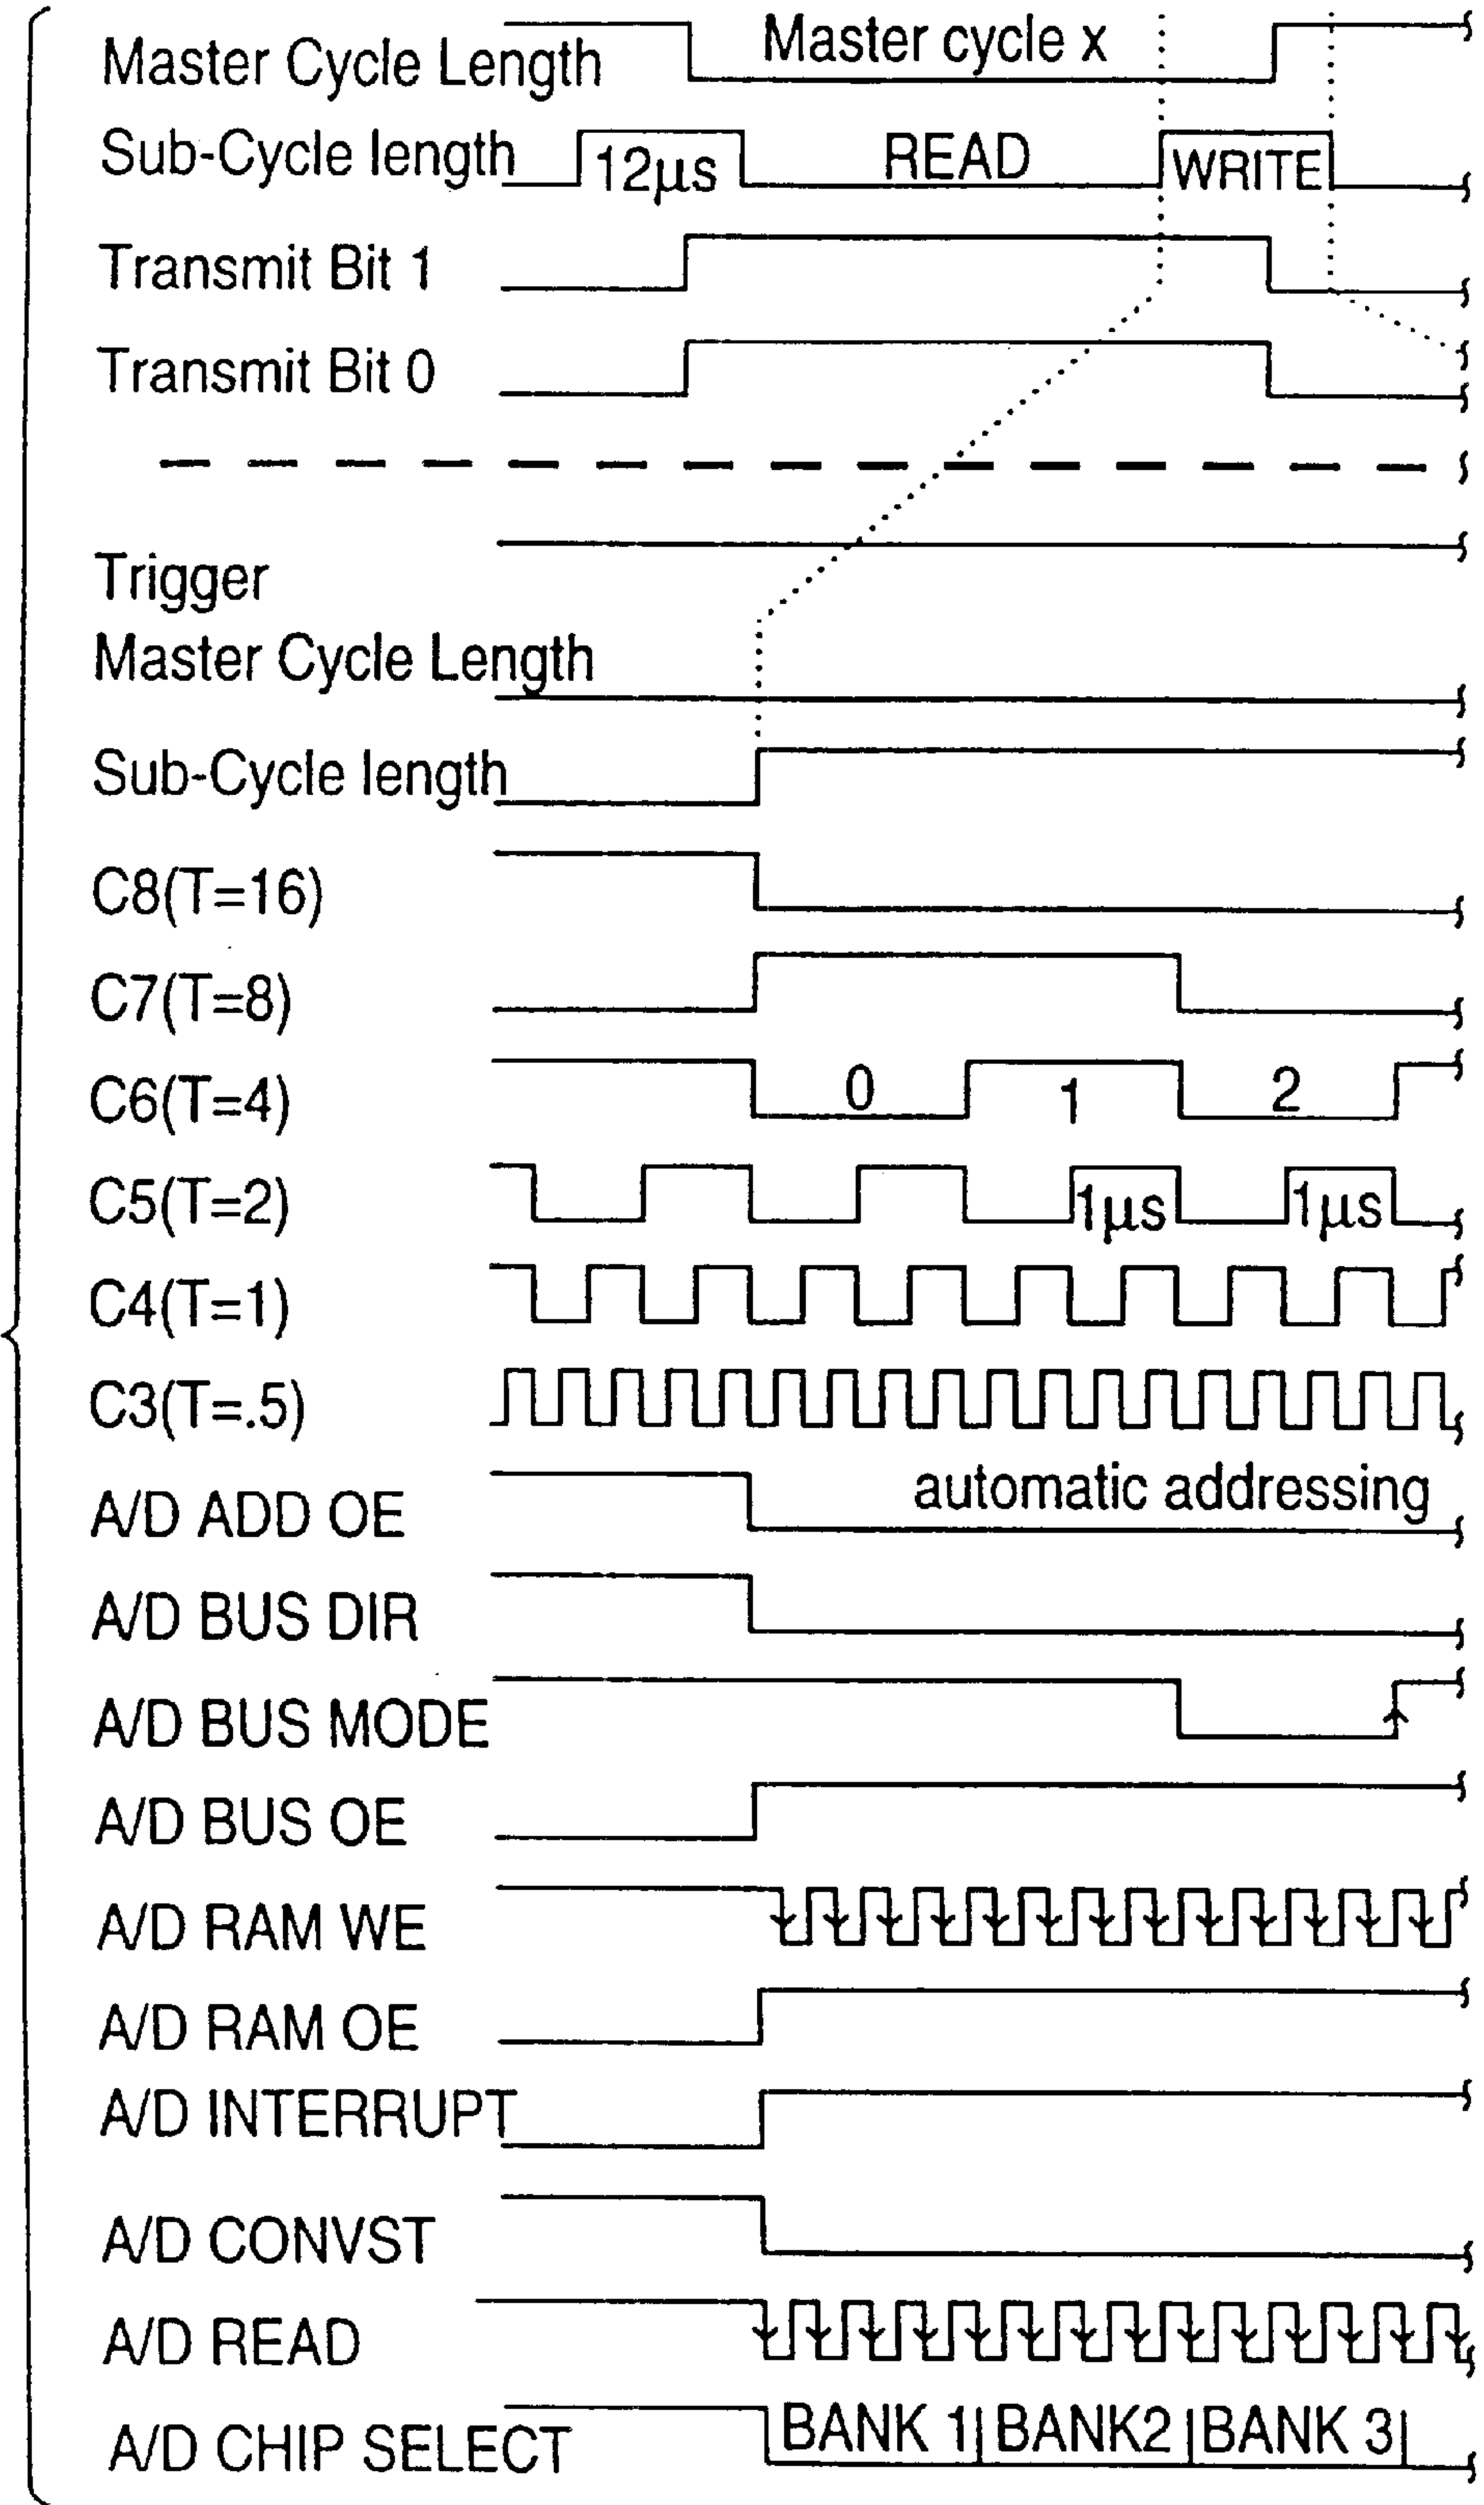 Master Cycle Length Master cycle x
Sub-Cycle length 12µs READ WRITE
Transmit Bit 1
Transmit Bit 0
Trigger
Master Cycle Length
Sub-Cycle length
C8(T=16)
C7(T=8)
C6(T=4) 0 1 2
C5(T=2) 1µs 1µs
C4(T=1)
C3(T=.5)
A/D ADD OE automatic addressing
A/D BUS DIR
A/D BUS MODE
A/D BUS OE
A/D RAM WE
A/D RAM OE
A/D INTERRUPT
A/D CONVST
A/D READ
A/D CHIP SELECT BANK 1 BANK2 BANK 3